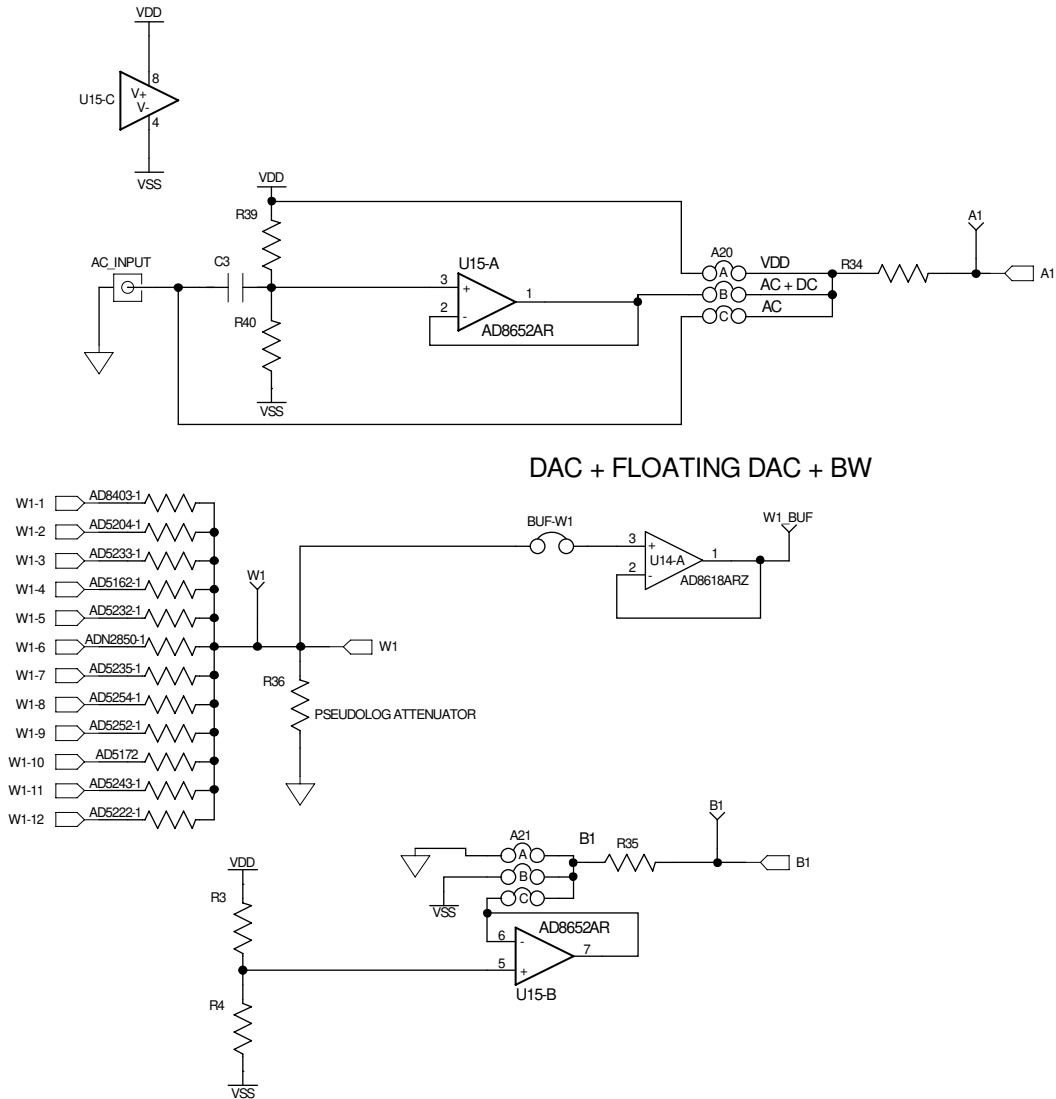 VDD
8
U15-C
V+
V-
4
VSS
VDD
R39
AC_INPUT
C3
R40
VSS
U15-A
3
+
1
2
-
AD8652AR
A20
A
VDD
B
AC + DC
C
AC
R34
A1
A1
DAC + FLOATING DAC + BW
W1-1
AD8403-1
W1-2
AD5204-1
W1-3
AD5233-1
W1-4
AD5162-1
W1-5
AD5232-1
W1-6
ADN2850-1
W1-7
AD5235-1
W1-8
AD5254-1
W1-9
AD5252-1
W1-10
AD5172
W1-11
AD5243-1
W1-12
AD5222-1
W1
W1
R36
PSEUDOLOG ATTENUATOR
BUF-W1
3
+
U14-A
1
2
-
AD8618ARZ
W1_BUF
VDD
R3
R4
VSS
A21
A
B
C
VSS
B1
R35
B1
B1
AD8652AR
6
-
7
5
+
U15-B